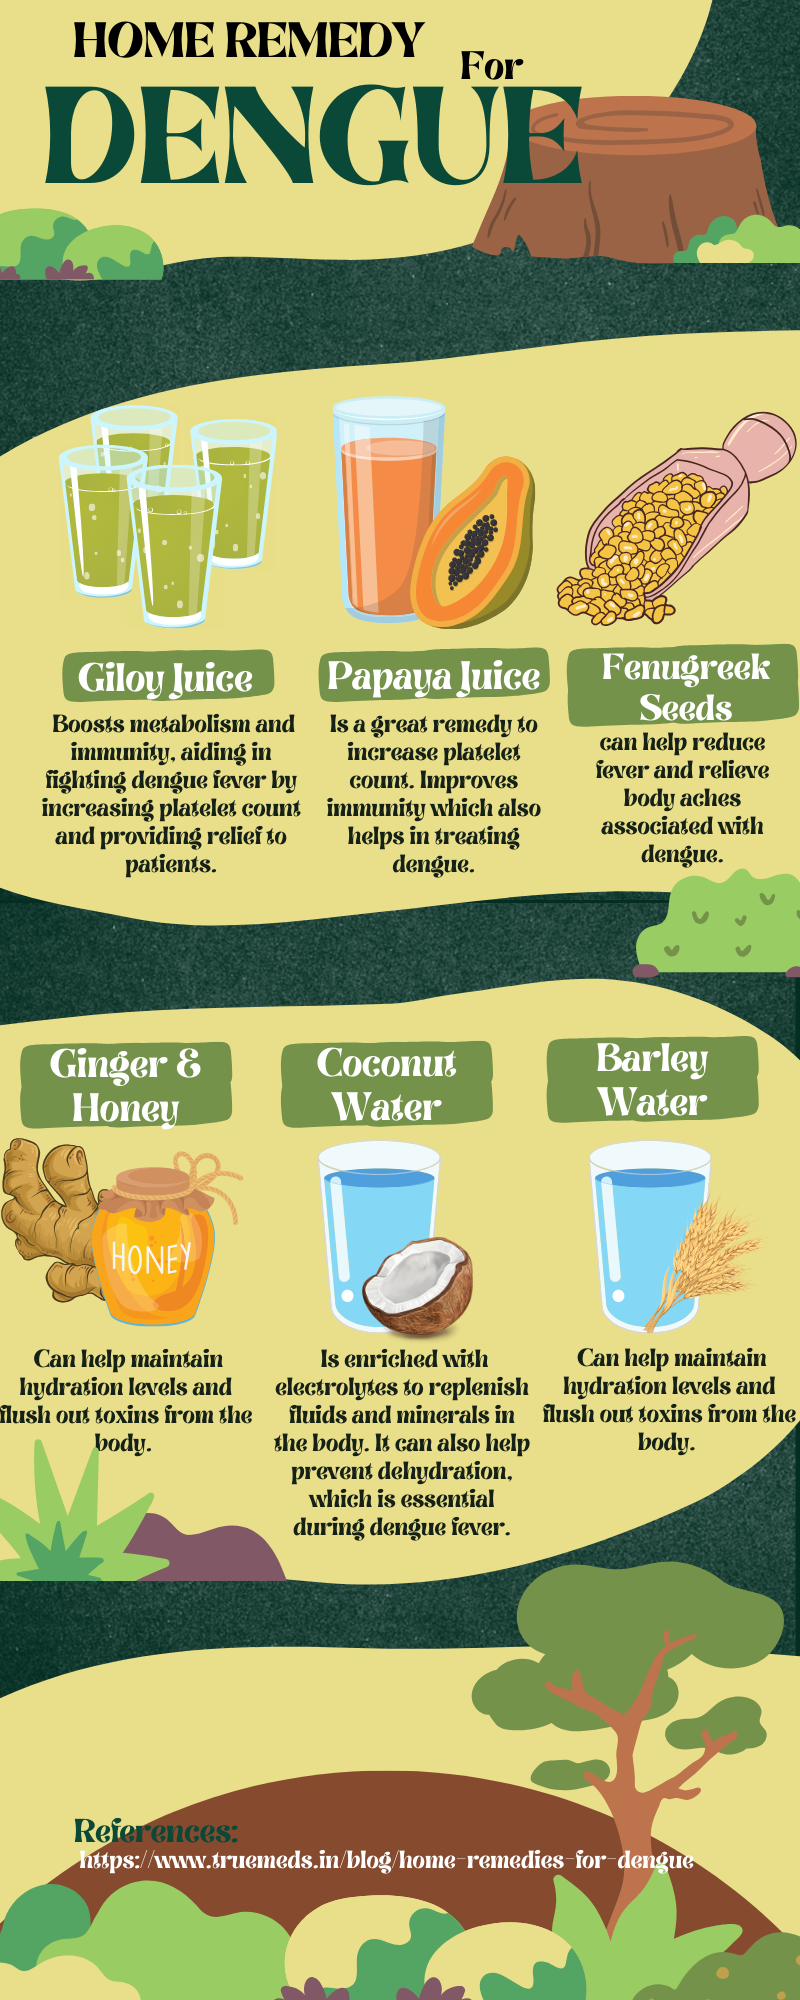 HOME REMEDY
For
DENGUE
Giloy Juice
Boosts metabolism and
immunity, aiding in
fighting dengue fever by
increasing platelet count
and providing relief to
patients.
Papaya Juice
Is a great remedy to
increase platelet
count. Improves
immunity which also
helps in treating
dengue.
Fenugreek
Seeds
can help reduce
fever and relieve
body aches
associated with
dengue.
Ginger &
Honey
HONEY
Can help maintain
hydration levels and
flush out toxins from the
body.
Coconut
Water
Is enriched with
electrolytes to replenish
fluids and minerals in
the body. It can also help
prevent dehydration,
which is essential
during dengue fever.
Barley
Water
Can help maintain
hydration levels and
flush out toxins from the
body.
References:
https://www.truemeds.in/blog/home-remedies-for-dengue